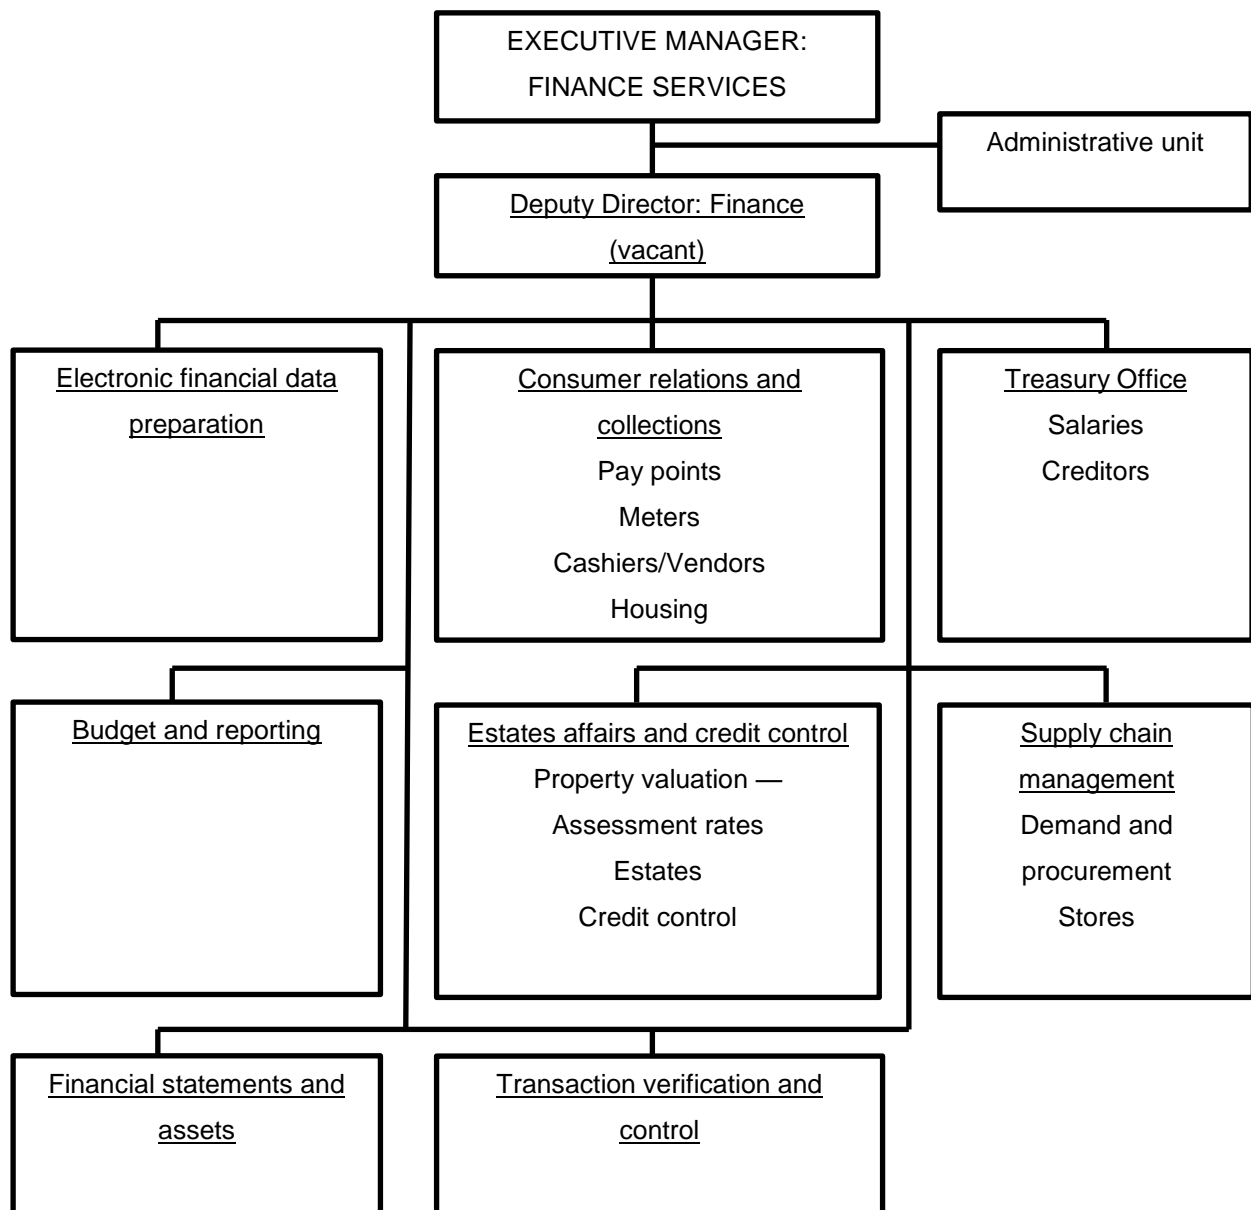 EXECUTIVE MANAGER:
FINANCE SERVICES
Administrative unit
Deputy Director: Finance
(vacant)
Electronic financial data
preparation
Consumer relations and
collections
Pay points
Meters
Cashiers/Vendors
Housing
Treasury Office
Salaries
Creditors
Budget and reporting
Estates affairs and credit control
Property valuation —
Assessment rates
Estates
Credit control
Supply chain
management
Demand and
procurement
Stores
Financial statements and
assets
Transaction verification and
control